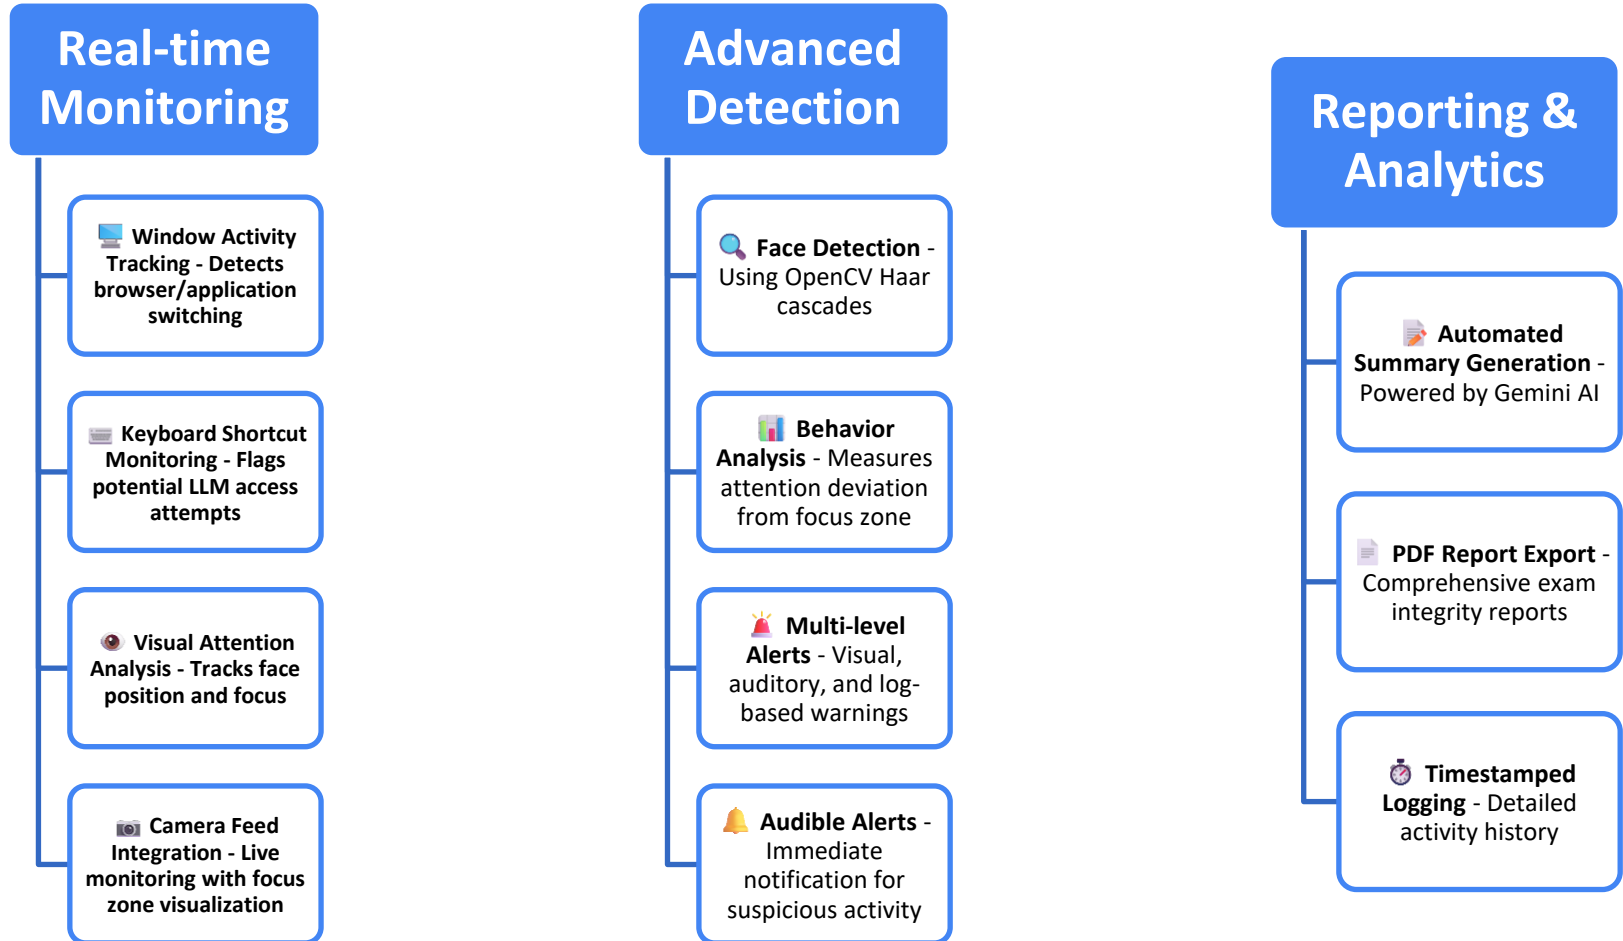 Real-time
Monitoring
Window Activity
Tracking - Detects
browser/application
switching
Keyboard Shortcut
Monitoring - Flags
potential LLM access
attempts
Visual Attention
Analysis - Tracks face
position and focus
Camera Feed
Integration - Live
monitoring with focus
zone visualization
Advanced
Detection
Face Detection -
Using OpenCV Haar
cascades
Behavior
Analysis - Measures
attention deviation
from focus zone
Multi-level
Alerts - Visual,
auditory, and log-
based warnings
Audible Alerts -
Immediate
notification for
suspicious activity
Reporting &
Analytics
Automated
Summary Generation -
Powered by Gemini AI
PDF Report Export -
Comprehensive exam
integrity reports
Timestamped
Logging - Detailed
activity history